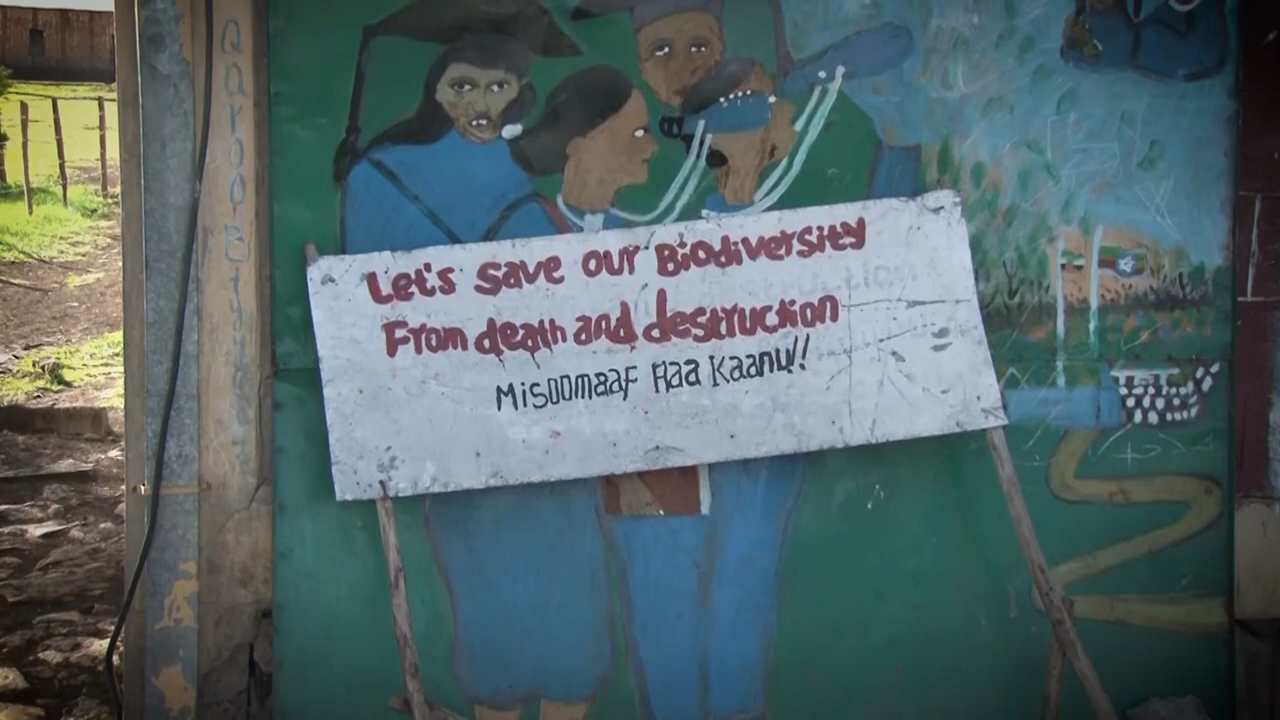 Let's save our Biodiversity
From death and destruction
Misoomaaf Haa Kaanu!!